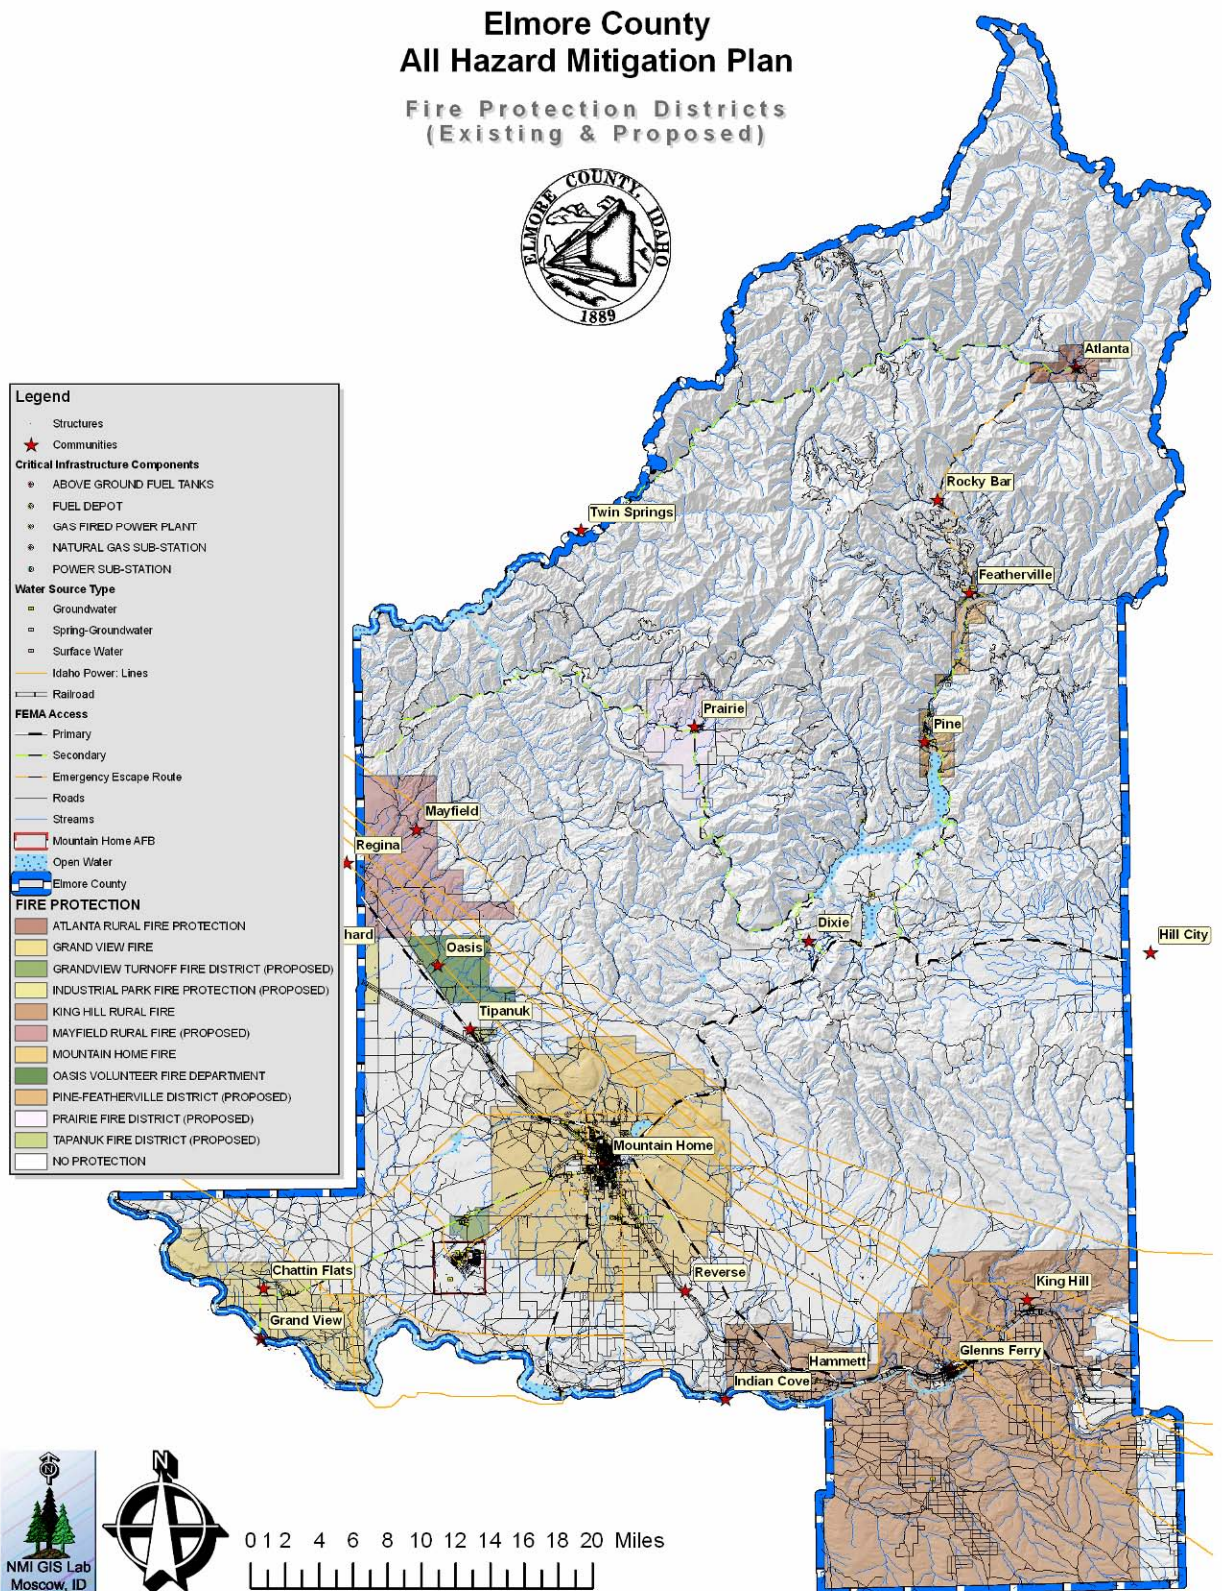 Elmore County
All Hazard Mitigation Plan
Fire Protection Districts
(Existing & Proposed)
ELMORE COUNTY, IDAHO
1889
Legend
Structures
Communities
Critical Infrastructure Components
ABOVE GROUND FUEL TANKS
FUEL DEPOT
GAS FIRED POWER PLANT
NATURAL GAS SUB-STATION
POWER SUB-STATION
Water Source Type
Groundwater
Spring-Groundwater
Surface Water
Idaho Power: Lines
Railroad
FEMA Access
Primary
Secondary
Emergency Escape Route
Roads
Streams
Mountain Home AFB
Open Water
Elmore County
FIRE PROTECTION
ATLANTA RURAL FIRE PROTECTION
GRAND VIEW FIRE
GRANDVIEW TURNOFF FIRE DISTRICT (PROPOSED)
INDUSTRIAL PARK FIRE PROTECTION (PROPOSED)
KING HILL RURAL FIRE
MAYFIELD RURAL FIRE (PROPOSED)
MOUNTAIN HOME FIRE
OASIS VOLUNTEER FIRE DEPARTMENT
PINE-FEATHERVILLE DISTRICT (PROPOSED)
PRAIRIE FIRE DISTRICT (PROPOSED)
TAPANUK FIRE DISTRICT (PROPOSED)
NO PROTECTION
Atlanta
Rocky Bar
Twin Springs
Featherville
Prairie
Pine
Mayfield
Regina
hard
Oasis
Dixie
Hill City
Tipanuk
Mountain Home
Chattin Flats
Reverse
King Hill
Grand View
Glenns Ferry
Hammett
Indian Cove
N
NMI GIS Lab
Moscow, ID
N
0 1 2 4 6 8 10 12 14 16 18 20 Miles